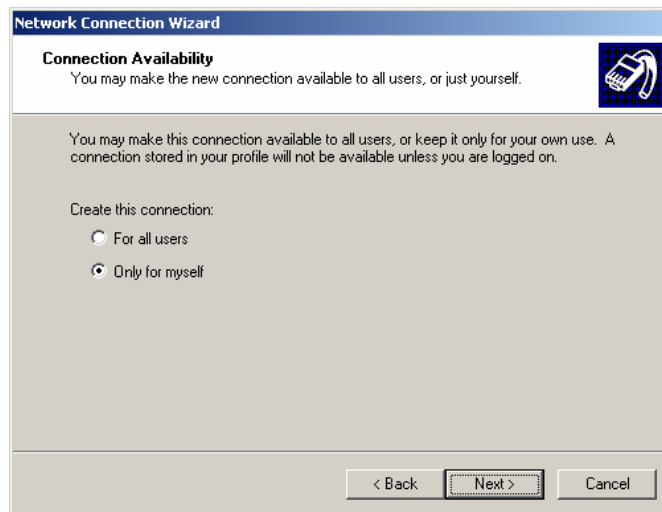 Network Connection Wizard
Connection Availability
You may make the new connection available to all users, or just yourself.
You may make this connection available to all users, or keep it only for your own use. A
connection stored in your profile will not be available unless you are logged on.
Create this connection:
For all users
Only for myself
< Back Next > Cancel